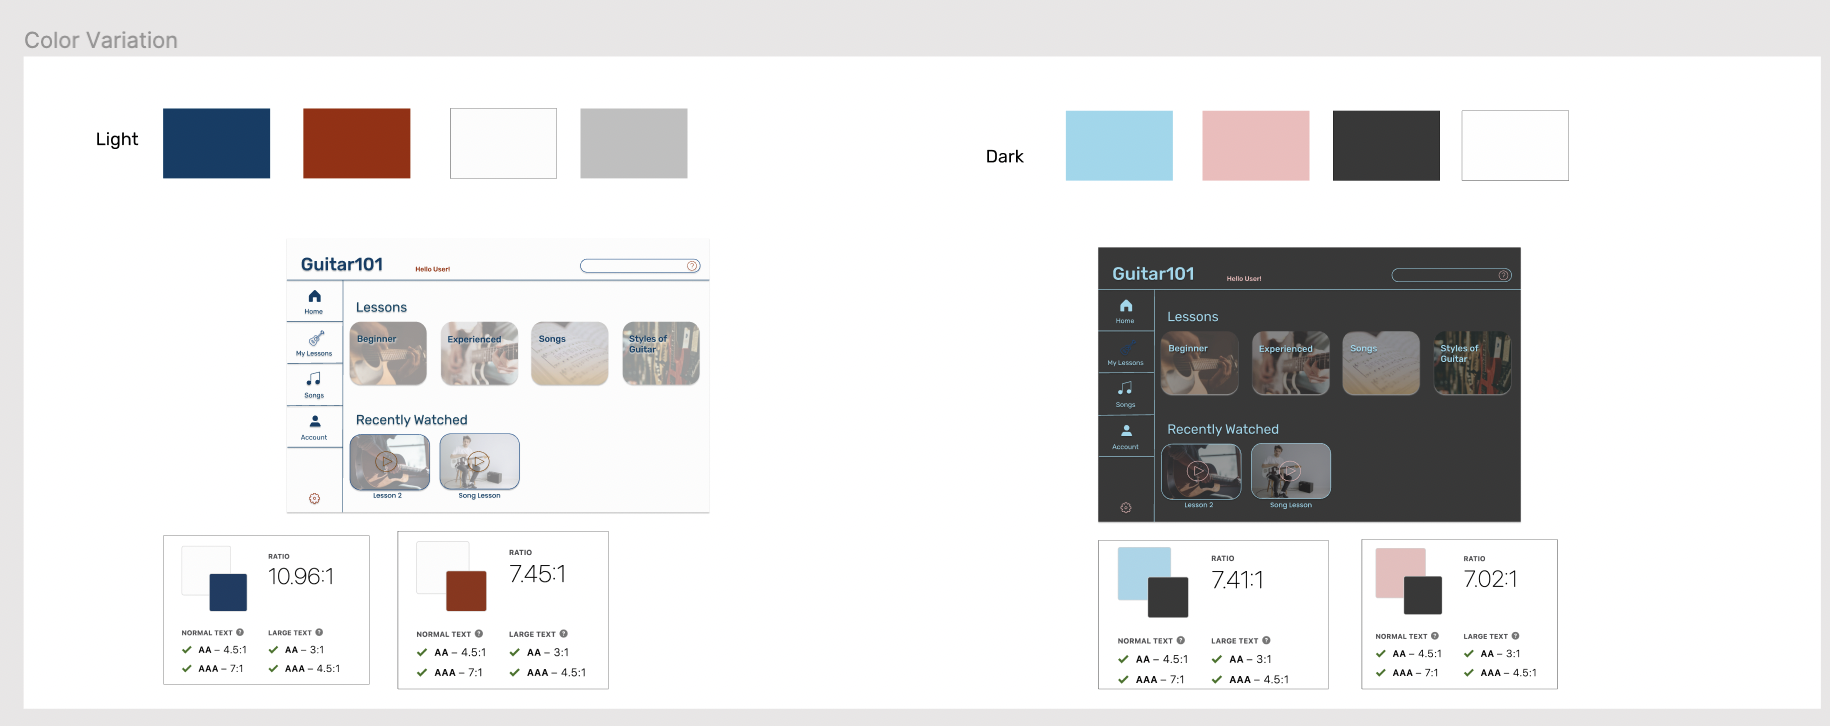 Color Variation
Light
Dark
Guitar101
Hello User!
Home
My Lessons
Songs
Account
Lessons
Beginner
Experienced
Songs
Styles of
Guitar
Recently Watched
Lesson 2
Song Lesson
Guitar101
Hello User!
Home
My Lessons
Songs
Account
Lessons
Beginner
Experienced
Songs
Styles of
Guitar
Recently Watched
Lesson 2
Song Lesson
RATIO
10.96:1
NORMAL TEXT ?
LARGE TEXT ?
AA – 4.5:1
AA – 3:1
AAA – 7:1
AAA – 4.5:1
RATIO
7.45:1
NORMAL TEXT ?
LARGE TEXT ?
AA – 4.5:1
AA – 3:1
AAA – 7:1
AAA – 4.5:1
RATIO
7.41:1
NORMAL TEXT ?
LARGE TEXT ?
AA – 4.5:1
AA – 3:1
AAA – 7:1
AAA – 4.5:1
RATIO
7.02:1
NORMAL TEXT ?
LARGE TEXT ?
AA – 4.5:1
AA – 3:1
AAA – 7:1
AAA – 4.5:1